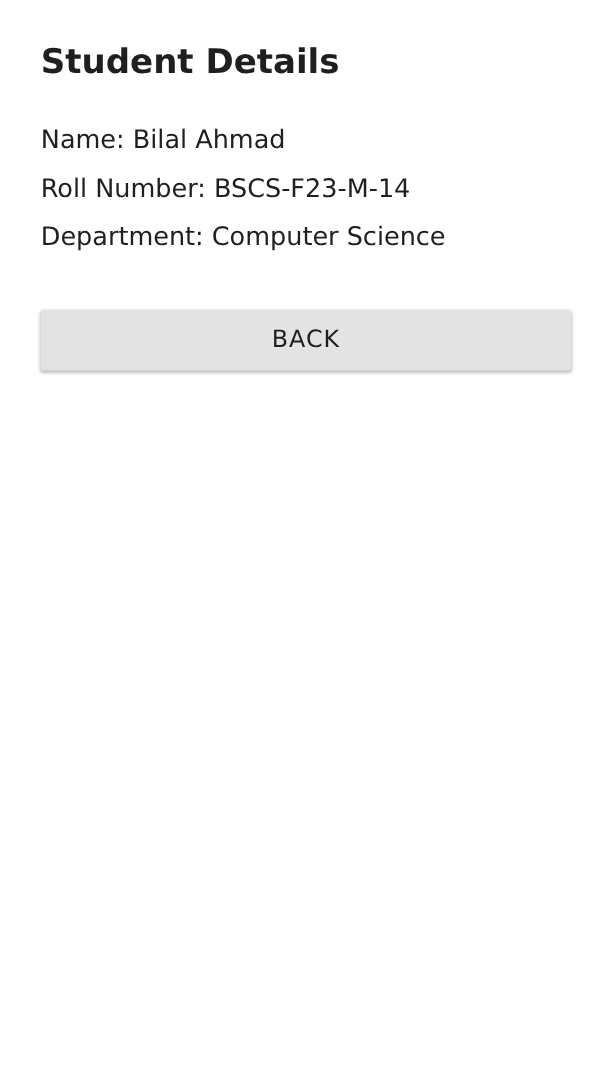 Student Details
Name: Bilal Ahmad
Roll Number: BSCS-F23-M-14
Department: Computer Science
BACK